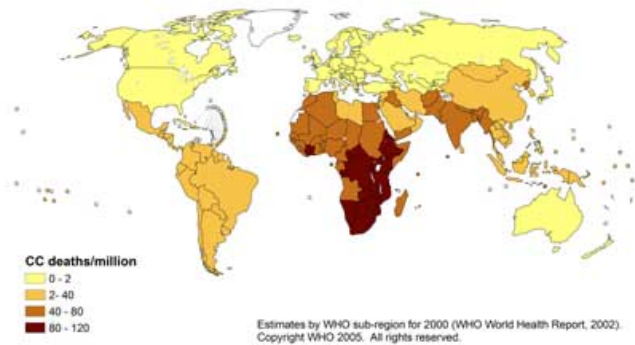 CC deaths/million
0 - 2
2- 40
40 - 80
80 - 120
Estimates by WHO sub-region for 2000 (WHO World Health Report, 2002).
Copyright WHO 2005. All rights reserved.